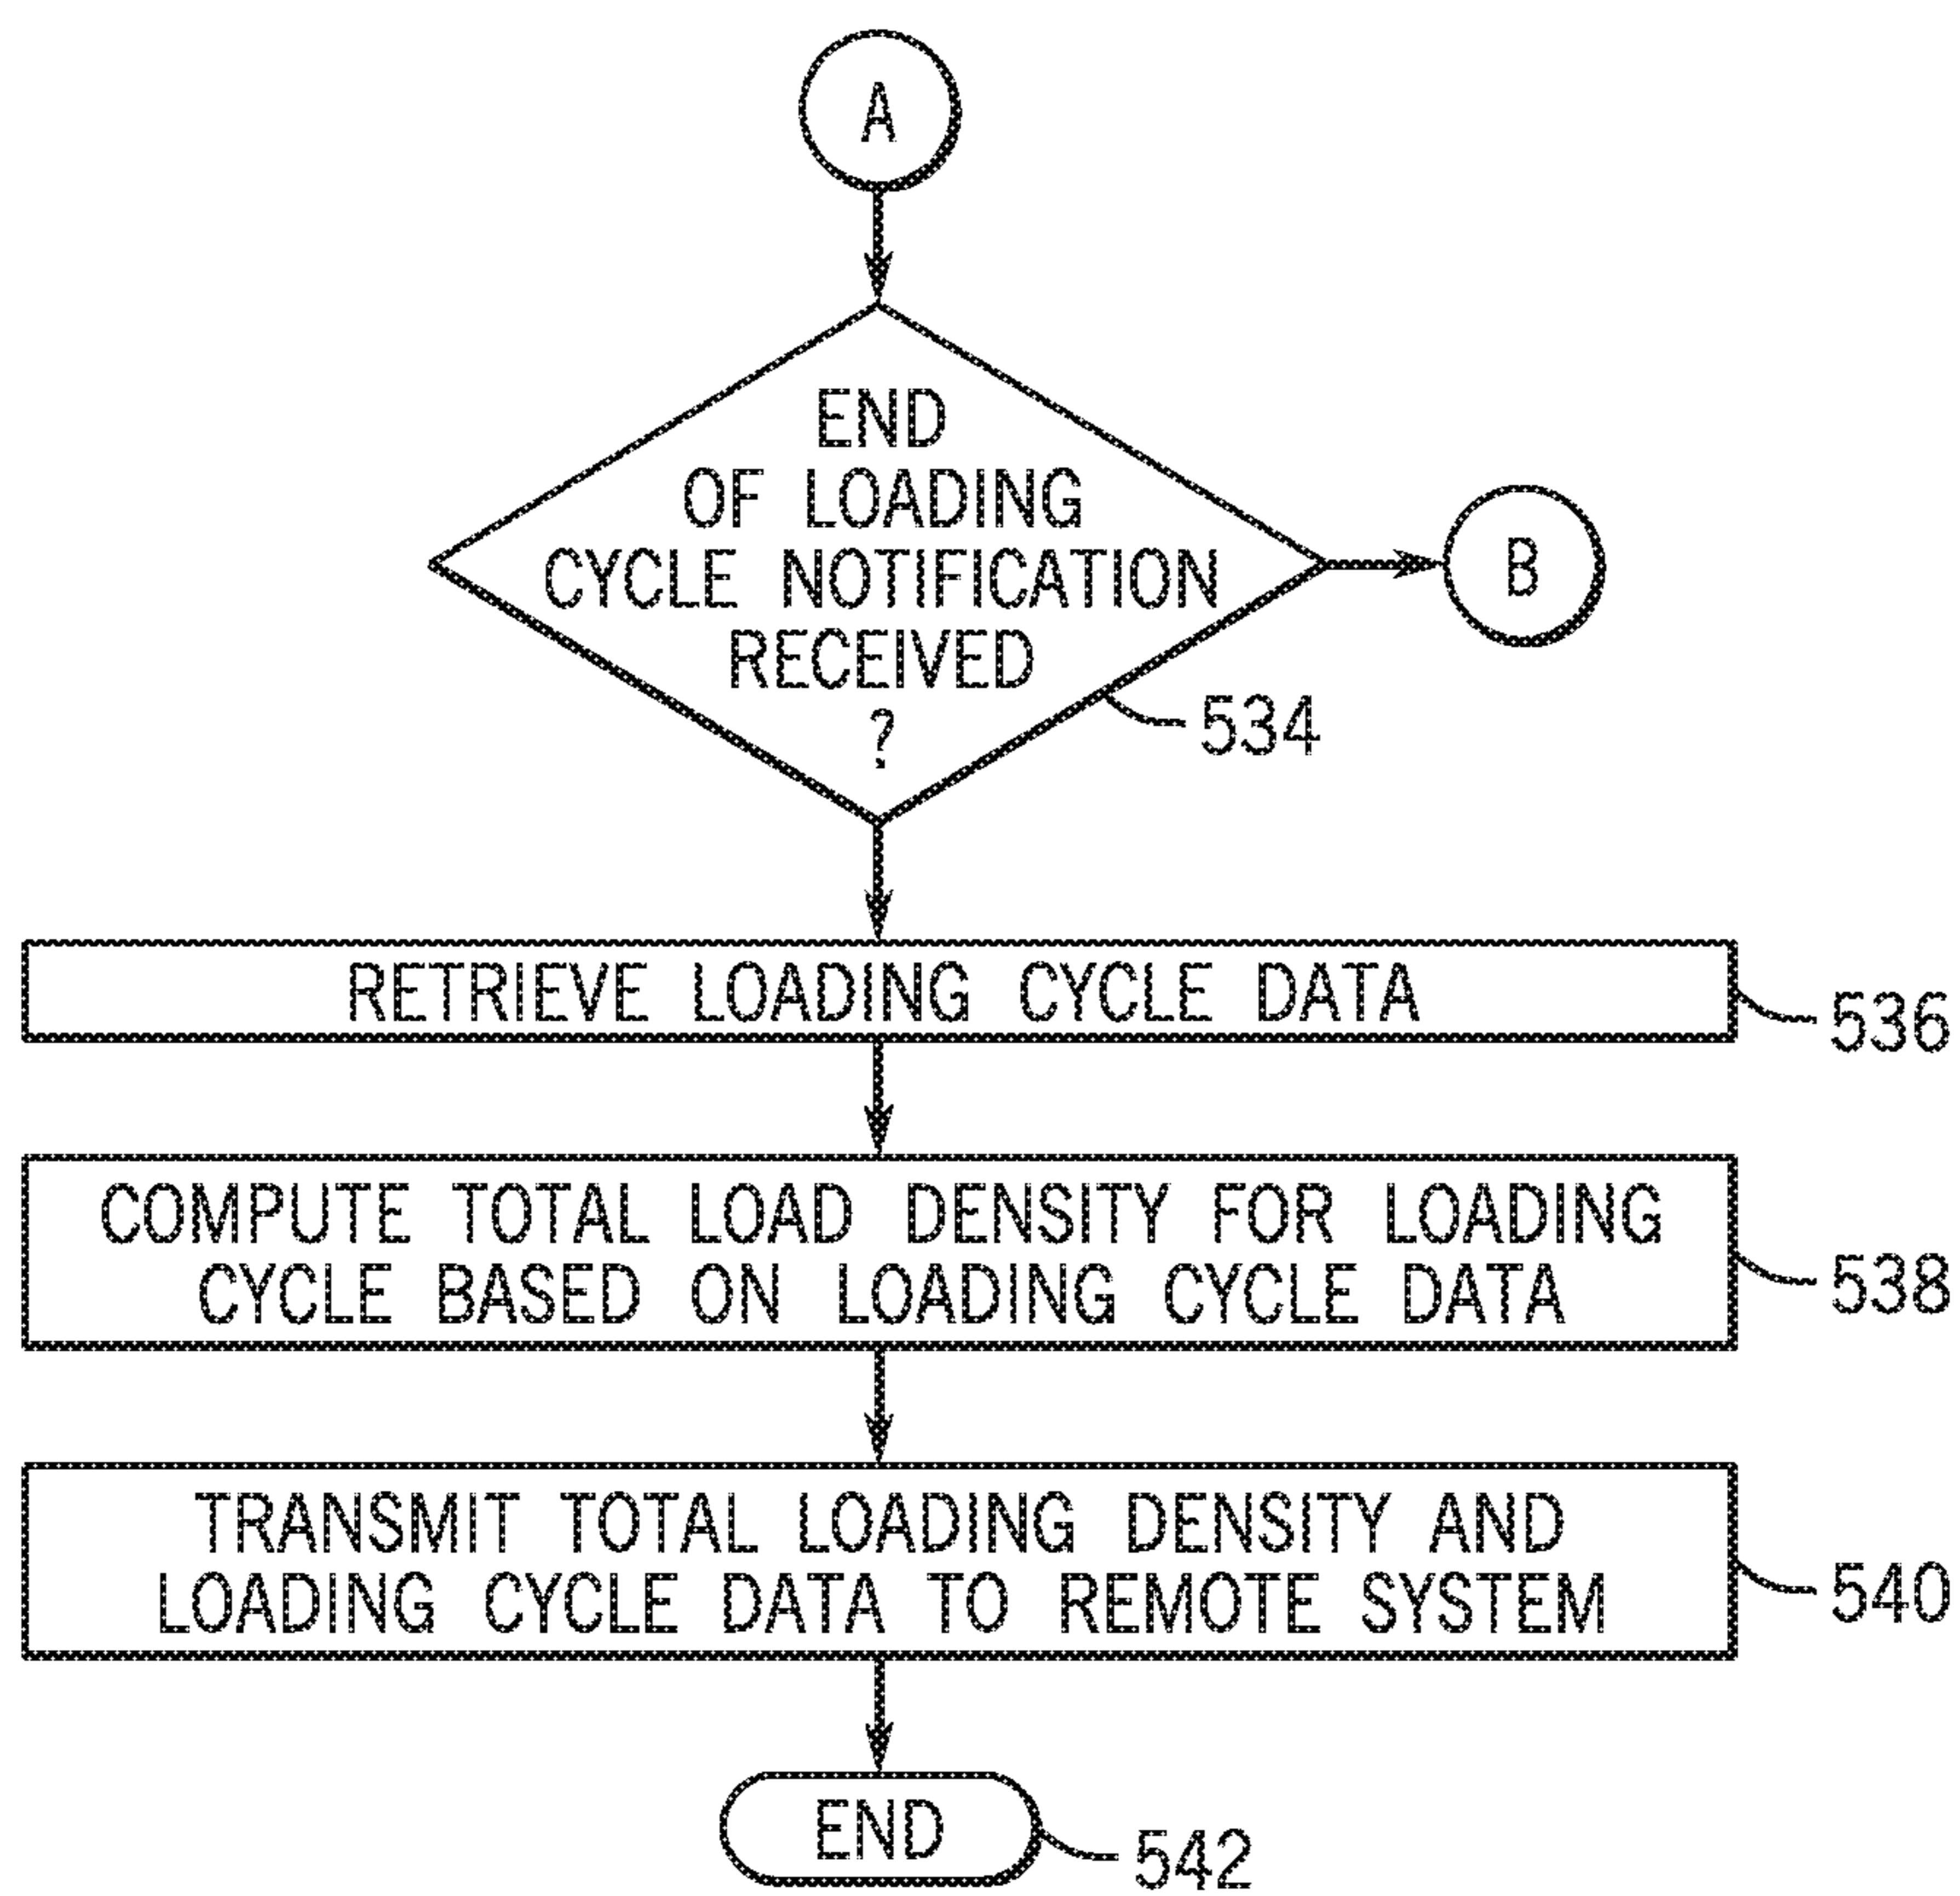 A
END
OF LOADING
CYCLE NOTIFICATION
RECEIVED
?
B
534
RETRIEVE LOADING CYCLE DATA
536
COMPUTE TOTAL LOAD DENSITY FOR LOADING
CYCLE BASED ON LOADING CYCLE DATA
538
TRANSMIT TOTAL LOADING DENSITY AND
LOADING CYCLE DATA TO REMOTE SYSTEM
540
END
542